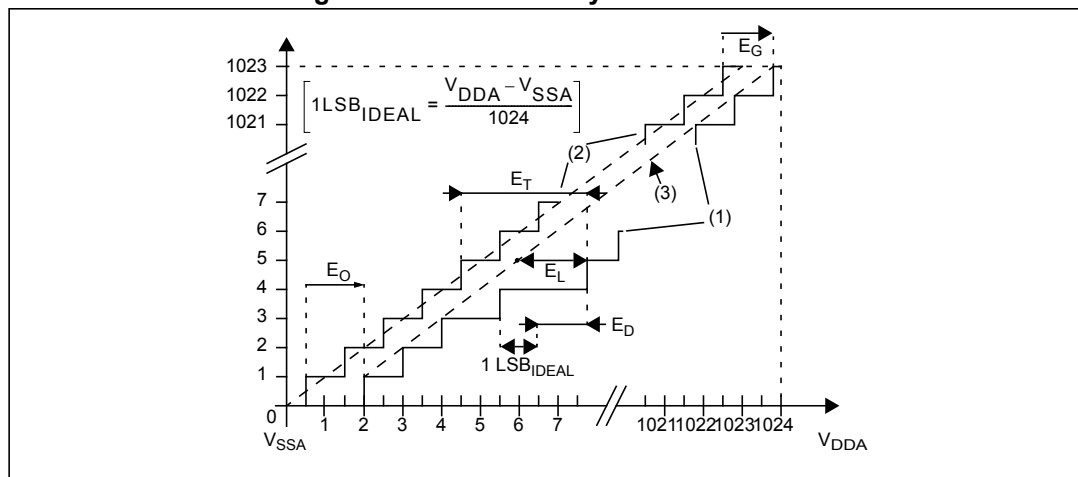 E_G
1023
1022
1021
1LSB_IDEAL = V_DDA – V_SSA / 1024
(2)
E_T
(3)
(1)
7
6
5
4
3
2
1
E_O
E_L
E_D
1 LSB_IDEAL
0
1 2 3 4 5 6 7 1021 1022 1023 1024
V_SSA
V_DDA